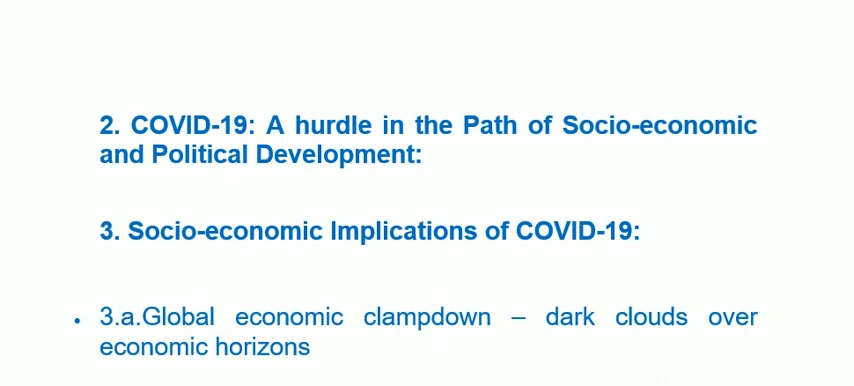 2. COVID-19: A hurdle in the Path of Socio-economic
and Political Development:
3. Socio-economic Implications of COVID-19:
• 3.a.Global economic clampdown – dark clouds over
economic horizons